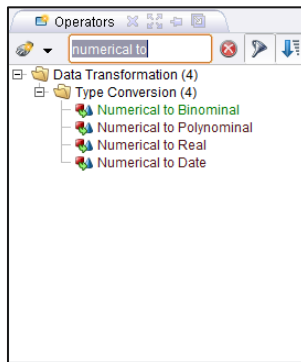 Operators
numerical to
Data Transformation (4)
Type Conversion (4)
Numerical to Binominal
Numerical to Polynominal
Numerical to Real
Numerical to Date